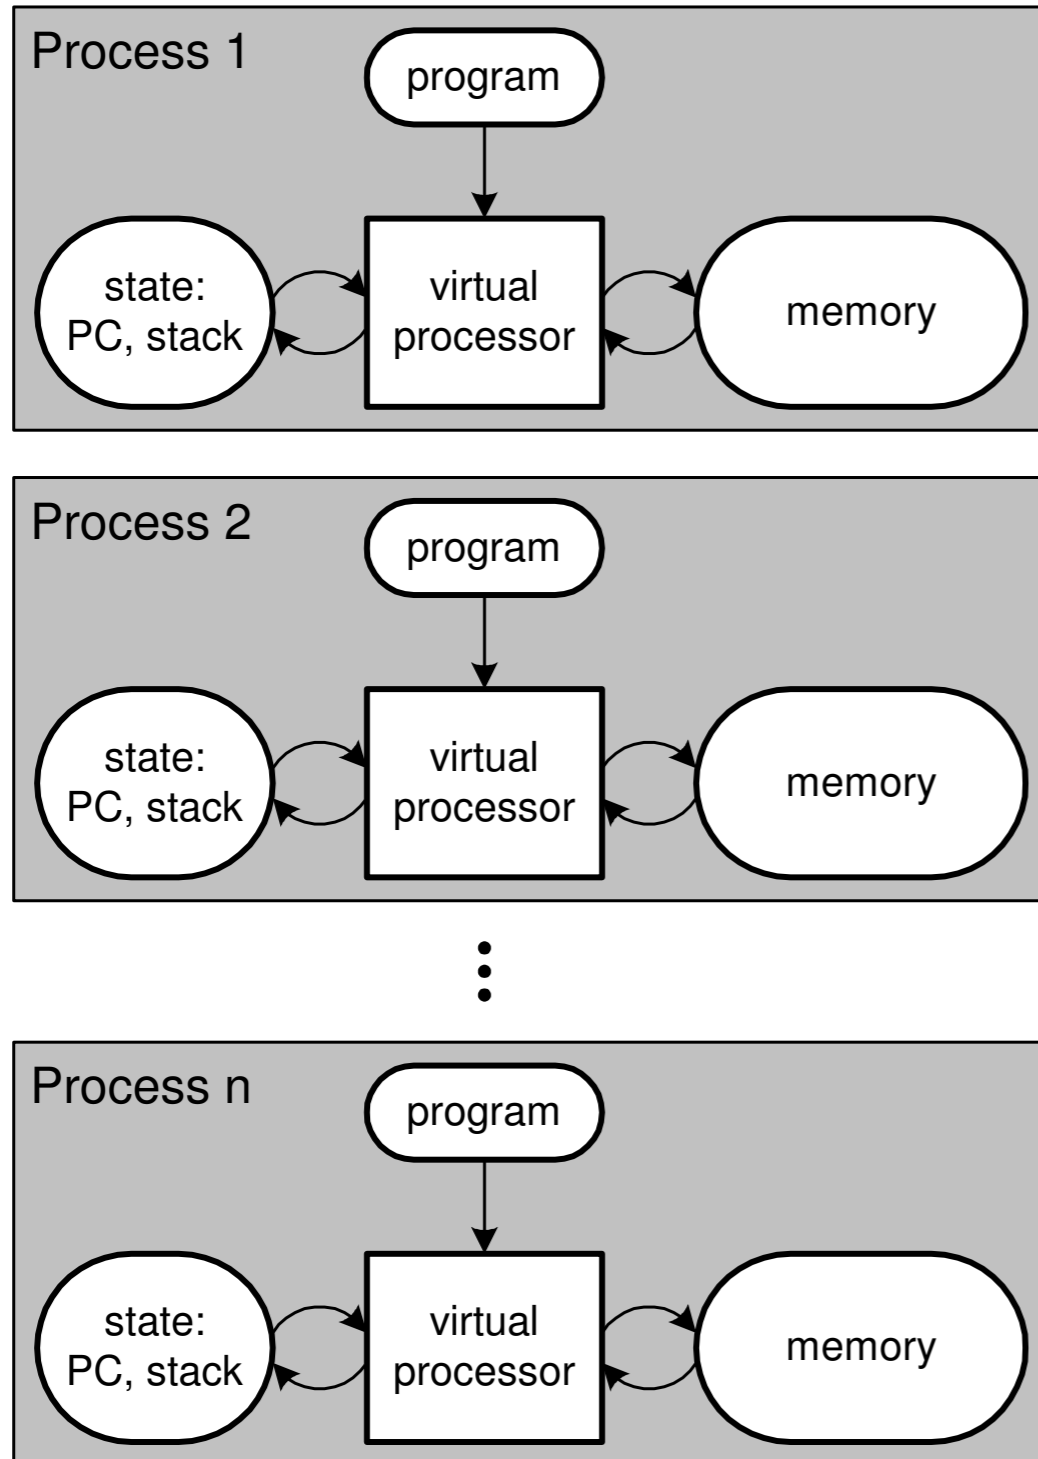 Process 1
program
state:
PC, stack
virtual
processor
memory
Process 2
program
state:
PC, stack
virtual
processor
memory
Process n
program
state:
PC, stack
virtual
processor
memory